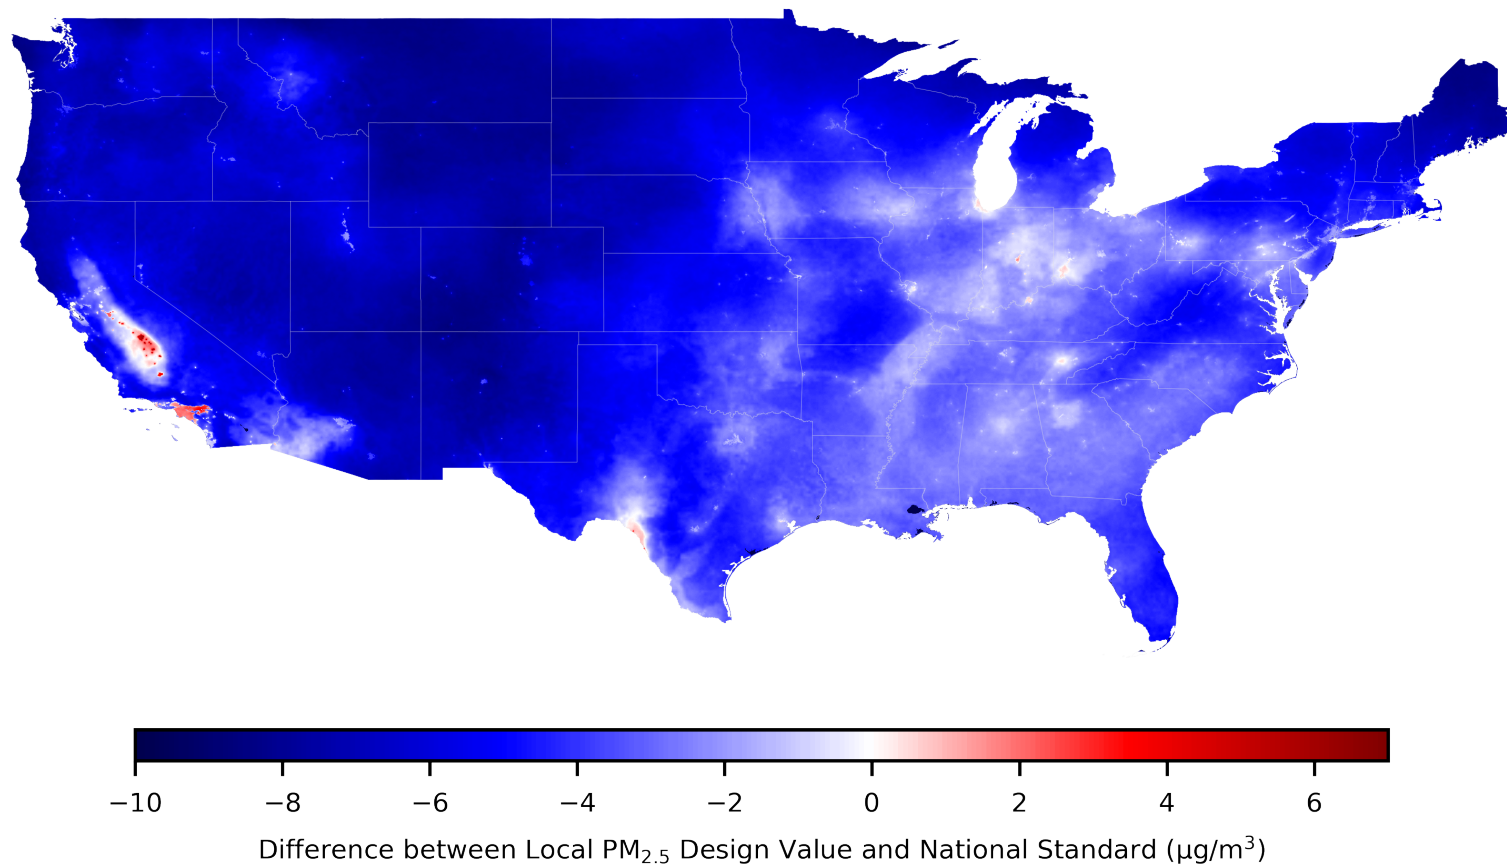 −10 −8 −6 −4 −2 0 2 4 6
Difference between Local PM₂.₅ Design Value and National Standard (μg/m³)